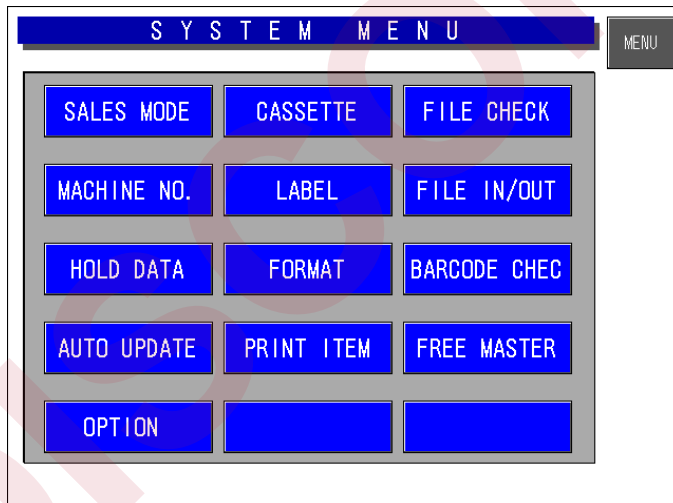 SYSTEM MENU
MENU
SALES MODE CASSETTE FILE CHECK
MACHINE NO. LABEL FILE IN/OUT
HOLD DATA FORMAT BARCODE CHEC
AUTO UPDATE PRINT ITEM FREE MASTER
OPTION